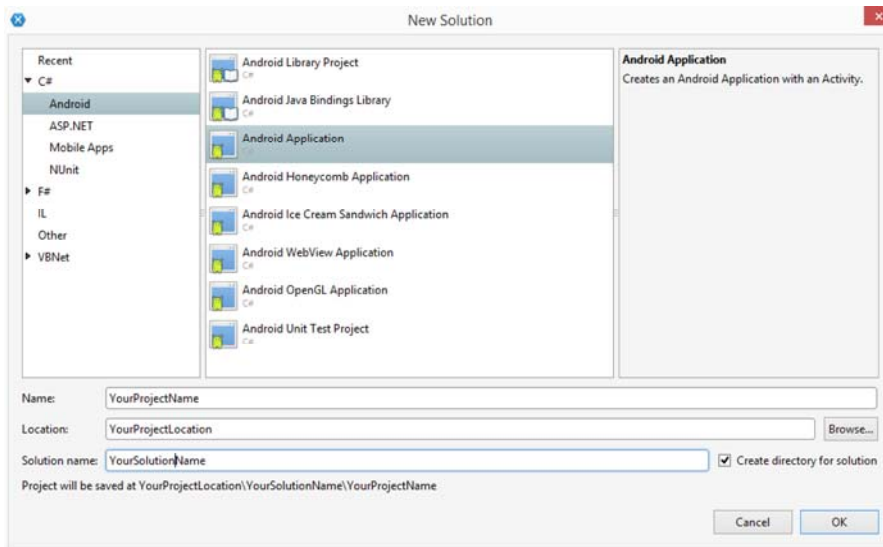 New Solution
Recent
C#
Android
ASP.NET
Mobile Apps
NUnit
F#
IL
Other
VBNet
Android Library Project
C#
Android Java Bindings Library
C#
Android Application
C#
Android Honeycomb Application
C#
Android Ice Cream Sandwich Application
C#
Android WebView Application
C#
Android OpenGL Application
C#
Android Unit Test Project
C#
Android Application
Creates an Android Application with an Activity.
Name: YourProjectName
Location: YourProjectLocation Browse...
Solution name: YourSolutionName Create directory for solution
Project will be saved at YourProjectLocation\YourSolutionName\YourProjectName
Cancel OK